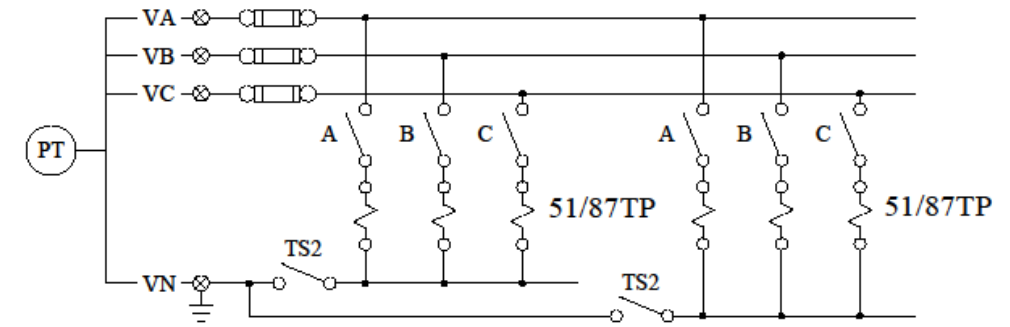 VA
VB
VC
PT
A B C 51/87TP
A B C 51/87TP
TS2
VN
TS2